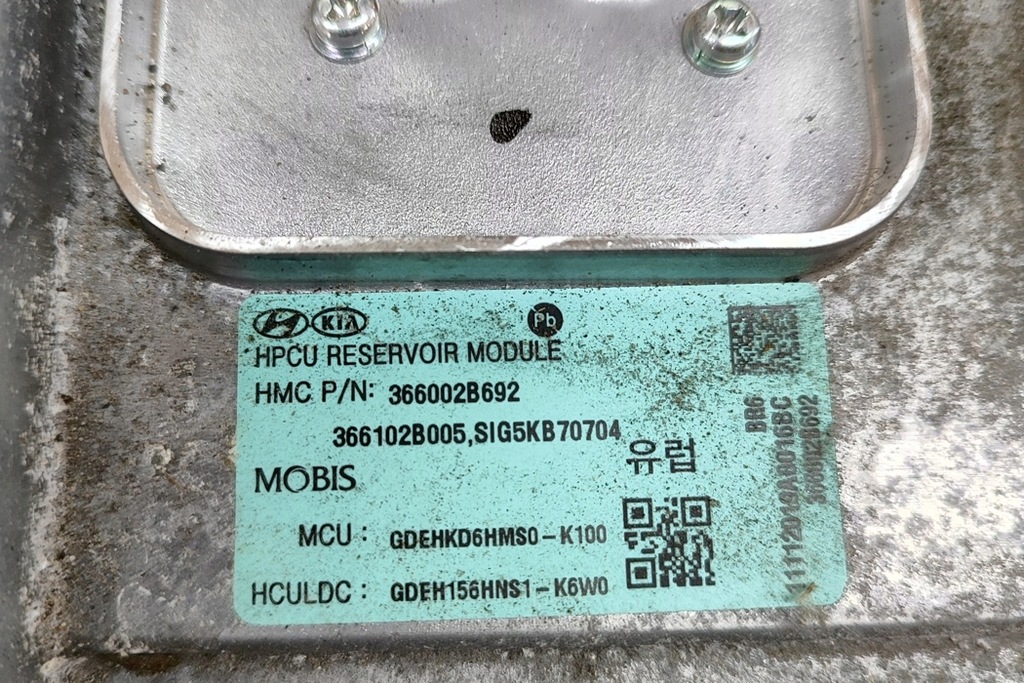 KIA
Pb
HPCU RESERVOIR MODULE
HMC P/N: 366002B692
366102B005,SIG5KB70704
유럽
MOBIS
MCU : GDEHKD6HMS0-K100
HCULDC : GDEH156HNS1-K6W0
BR6
366002B692